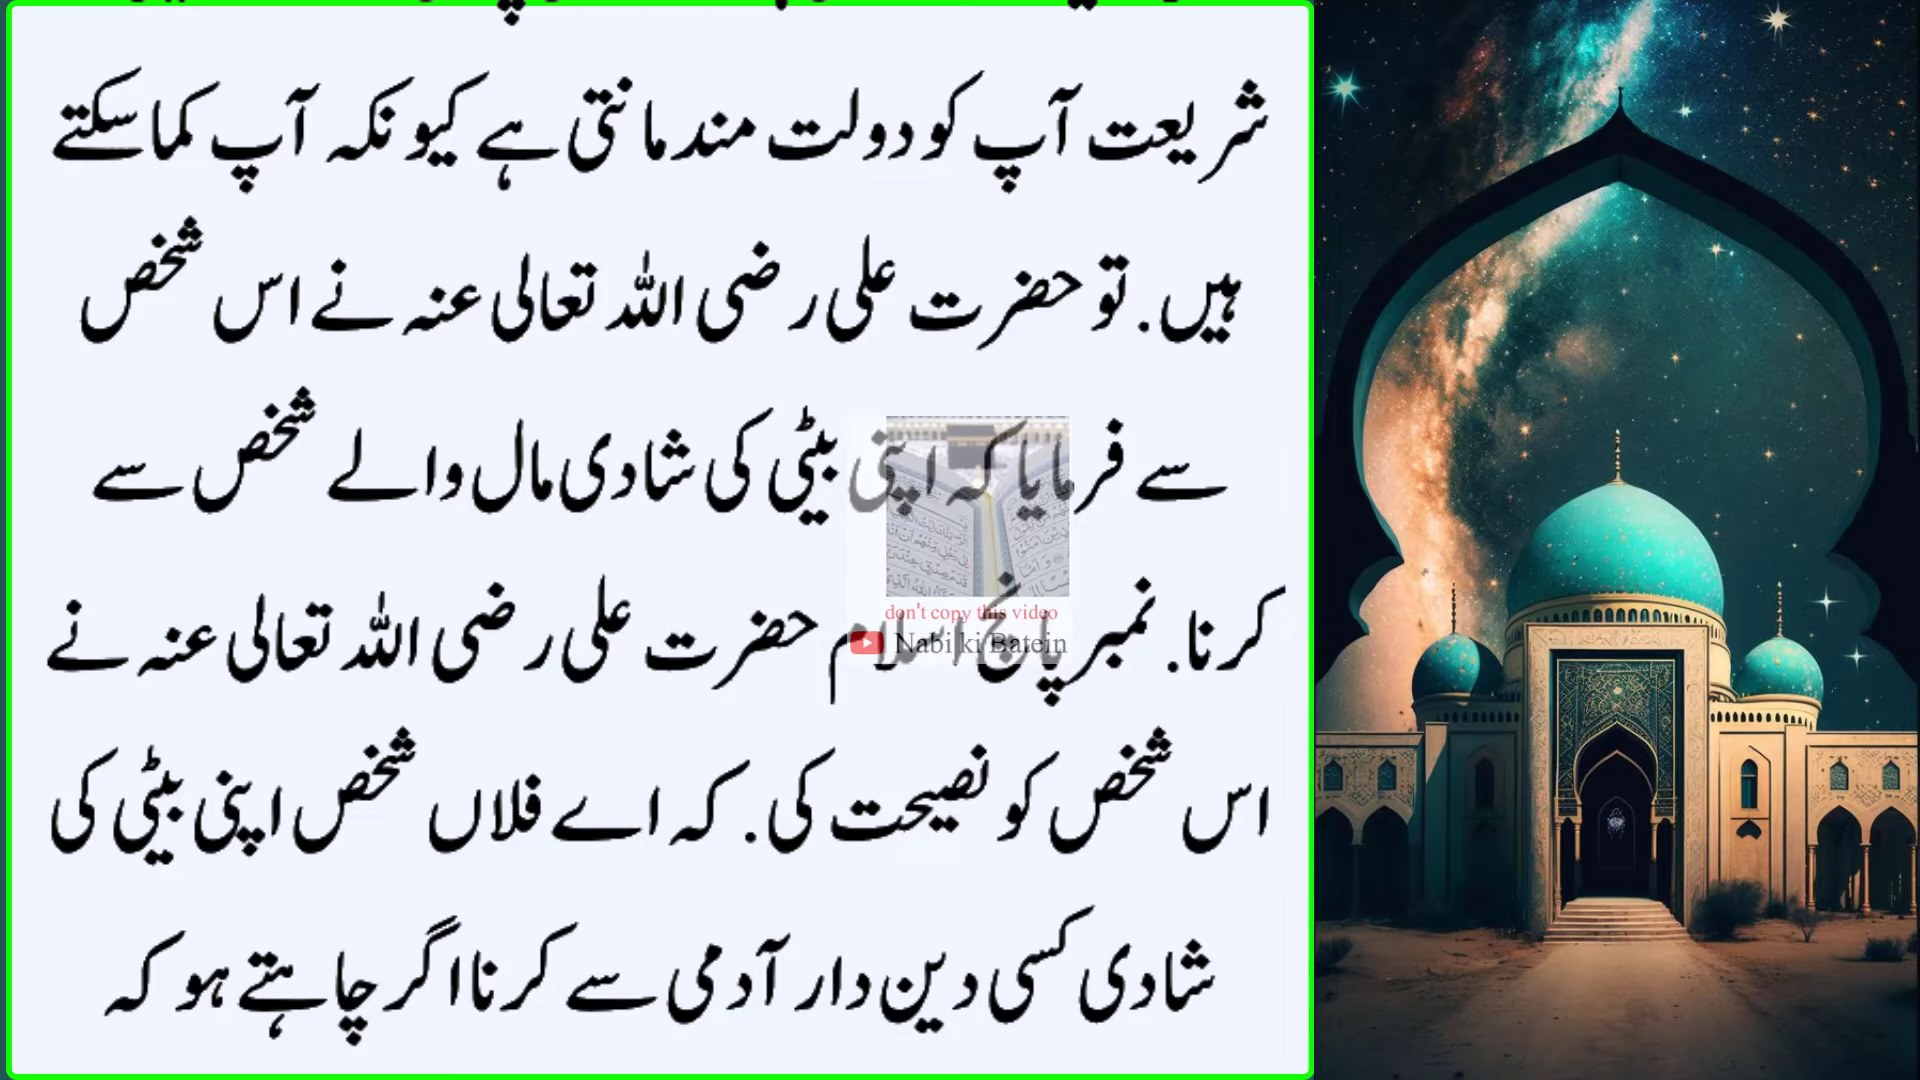 شریعت آپ کو دولت مند مانتی ہے کیونکہ آپ کما سکتے
ہیں. تو حضرت علی رضی اللہ تعالی عنہ نے اس شخص
سے فرمایا کہ اپنی بیٹی کی شادی مال والے شخص سے
don't copy this video
کرنا. نمبر پانچ اسلام حضرت علی رضی اللہ تعالی عنہ نے
Nabi ki Batein
اس شخص کو نصیحت کی. کہ اے فلاں شخص اپنی بیٹی کی
شادی کسی دین دار آدمی سے کرنا اگر چاہتے ہو کہ